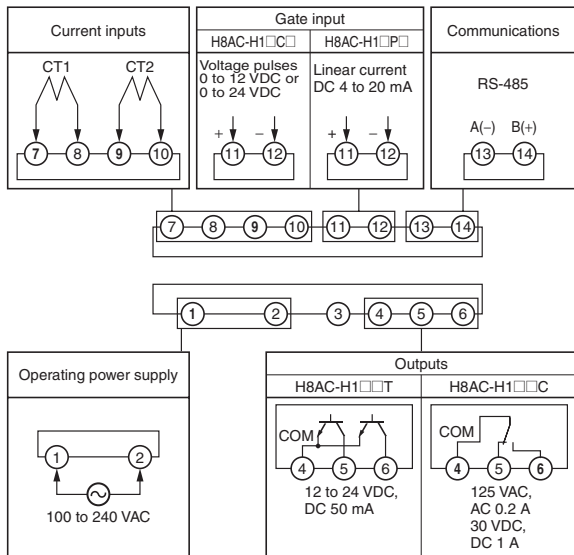 Current inputs
Gate input
Communications
H8AC-H1□C□
H8AC-H1□P□
CT1
CT2
Voltage pulses
0 to 12 VDC or
0 to 24 VDC
Linear current
DC 4 to 20 mA
RS-485
+
−
+
−
A(−)
B(+)
7
8
9
10
11
12
11
12
13
14
7
8
9
10
11
12
13
14
1
2
3
4
5
6
Operating power supply
1
2
100 to 240 VAC
Outputs
H8AC-H1□□T
H8AC-H1□□C
COM
4
5
6
12 to 24 VDC,
DC 50 mA
COM
4
5
6
125 VAC,
AC 0.2 A
30 VDC,
DC 1 A